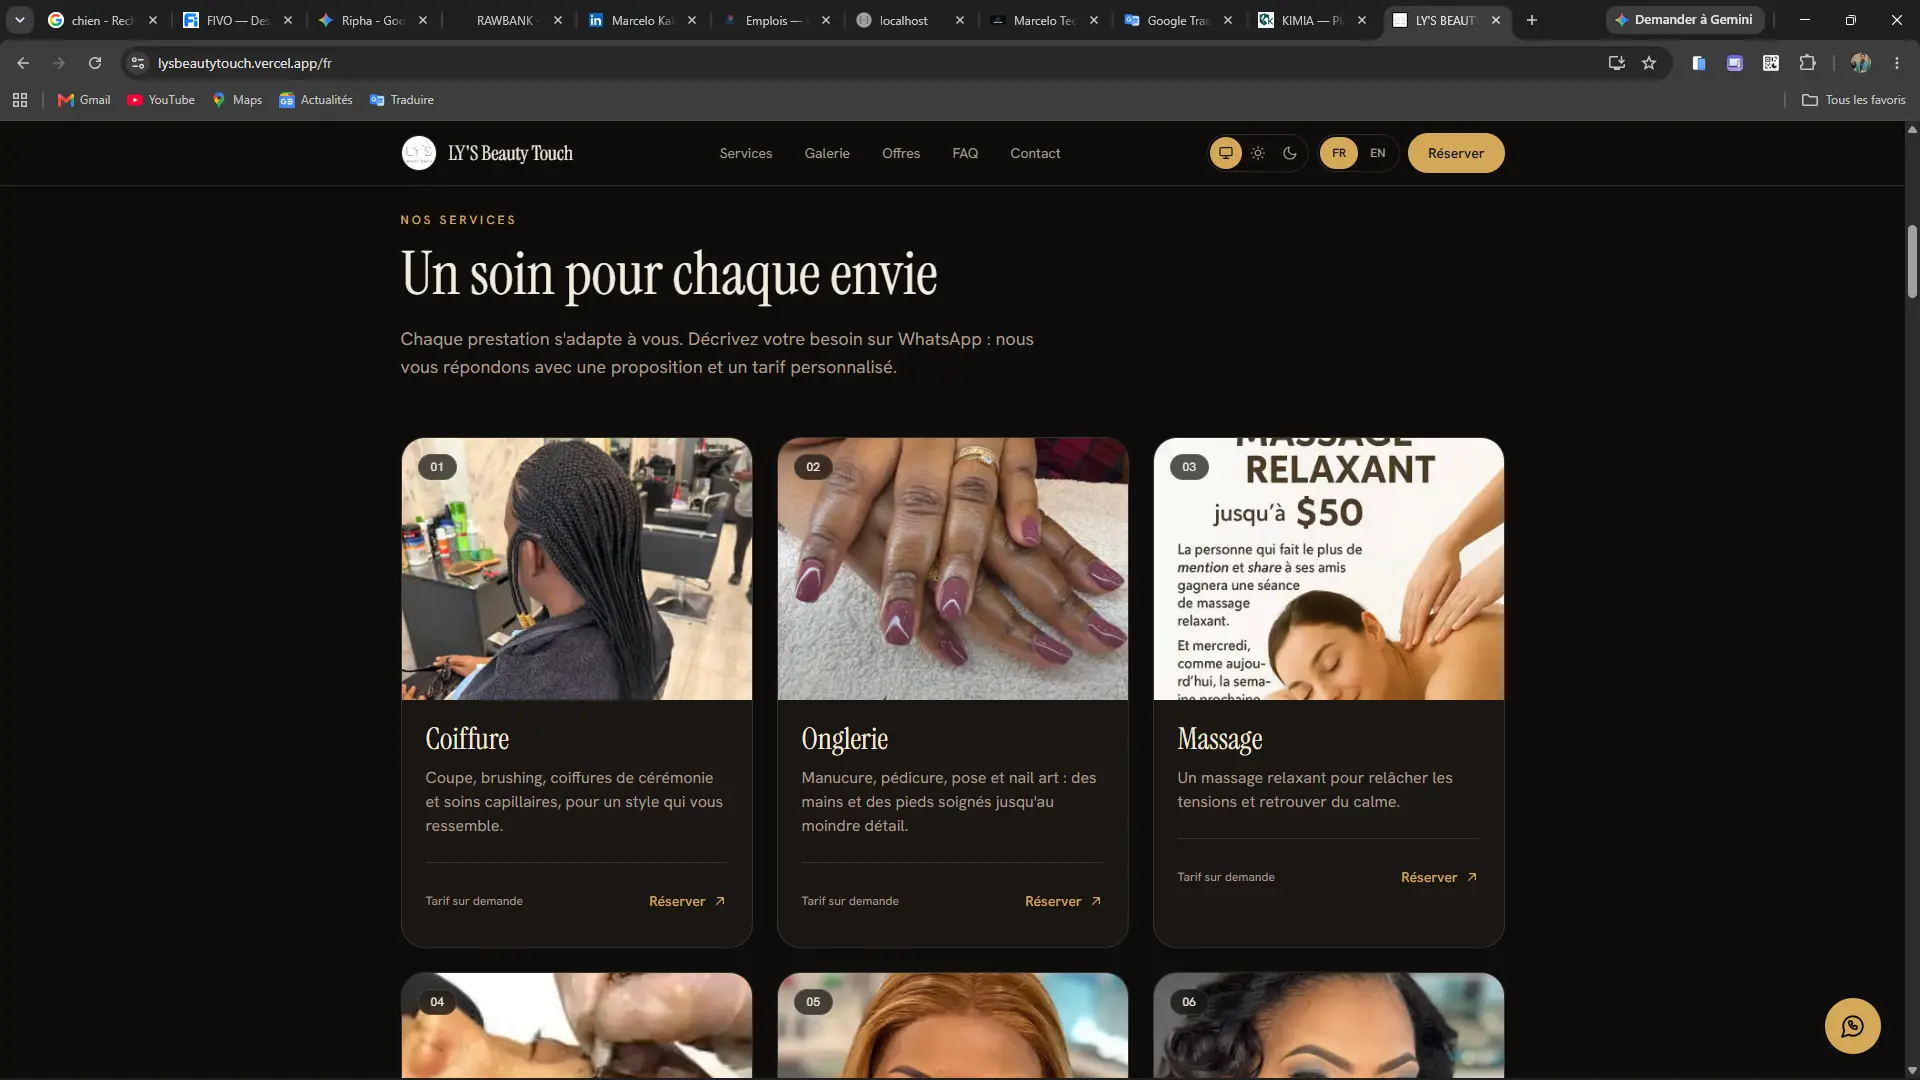 chien - Rec
FIVO — Des
Ripha - Goo
RAWBANK -
Marcelo Ka
Emplois —
localhost
Marcelo Tec
Google Tra
KIMIA — Pl
LY'S BEAUT
Demander à Gemini
lysbeautytouch.vercel.app/fr
Gmail
YouTube
Maps
Actualités
Traduire
Tous les favoris
LY'S
LY'S Beauty Touch
Services
Galerie
Offres
FAQ
Contact
FR
EN
Réserver
NOS SERVICES
Un soin pour chaque envie
Chaque prestation s'adapte à vous. Décrivez votre besoin sur WhatsApp : nous
vous répondons avec une proposition et un tarif personnalisé.
01
02
03
MASSAGE
RELAXANT
jusqu'à $50
La personne qui fait le plus de
mention et share à ses amis
gagnera une séance
de massage
relaxant.
Et mercredi,
comme aujou-
rd'hui, la sema-
ine prochaine
Coiffure
Coupe, brushing, coiffures de cérémonie
et soins capillaires, pour un style qui vous
ressemble.
Tarif sur demande
Réserver
Onglerie
Manucure, pédicure, pose et nail art : des
mains et des pieds soignés jusqu'au
moindre détail.
Tarif sur demande
Réserver
Massage
Un massage relaxant pour relâcher les
tensions et retrouver du calme.
Tarif sur demande
Réserver
04
05
06